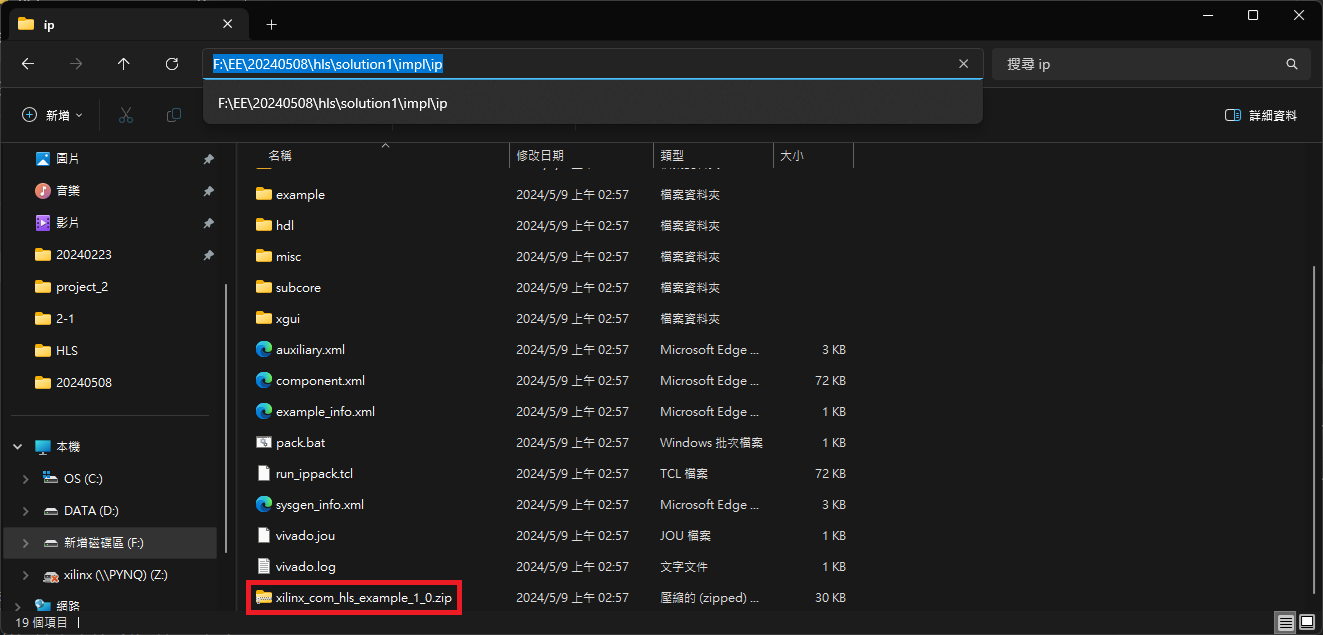 ip
F:\EE\20240508\hls\solution1\impl\ip
搜尋 ip
F:\EE\20240508\hls\solution1\impl\ip
新增
詳細資料
圖片
音樂
影片
20240223
project_2
2-1
HLS
20240508
本機
OS (C:)
DATA (D:)
新增磁碟區 (F:)
xilinx (\\PYNQ) (Z:)
網路
名稱 修改日期 類型 大小
example 2024/5/9 上午 02:57 檔案資料夾
hdl 2024/5/9 上午 02:57 檔案資料夾
misc 2024/5/9 上午 02:57 檔案資料夾
subcore 2024/5/9 上午 02:57 檔案資料夾
xgui 2024/5/9 上午 02:57 檔案資料夾
auxiliary.xml 2024/5/9 上午 02:57 Microsoft Edge ... 3 KB
component.xml 2024/5/9 上午 02:57 Microsoft Edge ... 72 KB
example_info.xml 2024/5/9 上午 02:57 Microsoft Edge ... 1 KB
pack.bat 2024/5/9 上午 02:57 Windows 批次檔案 1 KB
run_ippack.tcl 2024/5/9 上午 02:57 TCL 檔案 72 KB
sysgen_info.xml 2024/5/9 上午 02:57 Microsoft Edge ... 3 KB
vivado.jou 2024/5/9 上午 02:57 JOU 檔案 1 KB
vivado.log 2024/5/9 上午 02:57 文字文件 1 KB
xilinx_com_hls_example_1_0.zip 2024/5/9 上午 02:57 壓縮的 (zipped) ... 30 KB
19 個項目